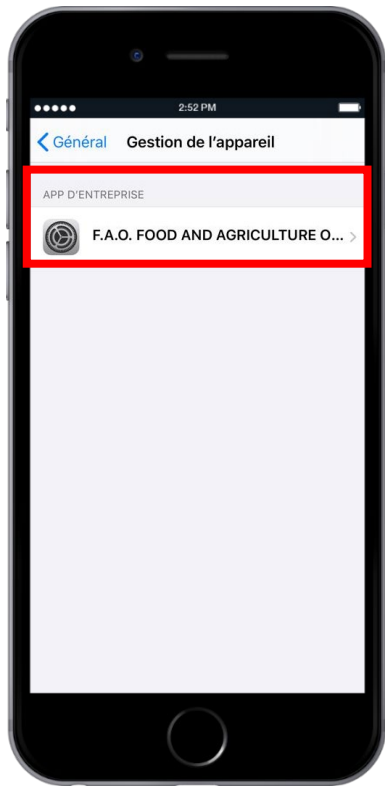 2:52 PM
Général Gestion de l'appareil
APP D'ENTREPRISE
F.A.O. FOOD AND AGRICULTURE O...